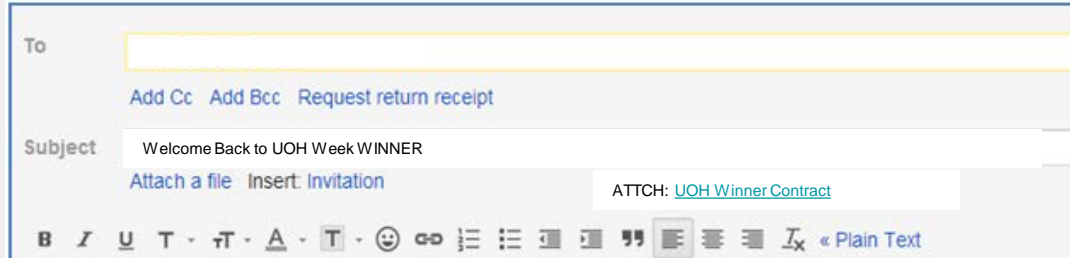 To
Add Cc Add Bcc Request return receipt
Subject Welcome Back to UOH Week WINNER
Attach a file Insert: Invitation
ATTCH: UOH Winner Contract
B I U T тT A T T « Plain Text